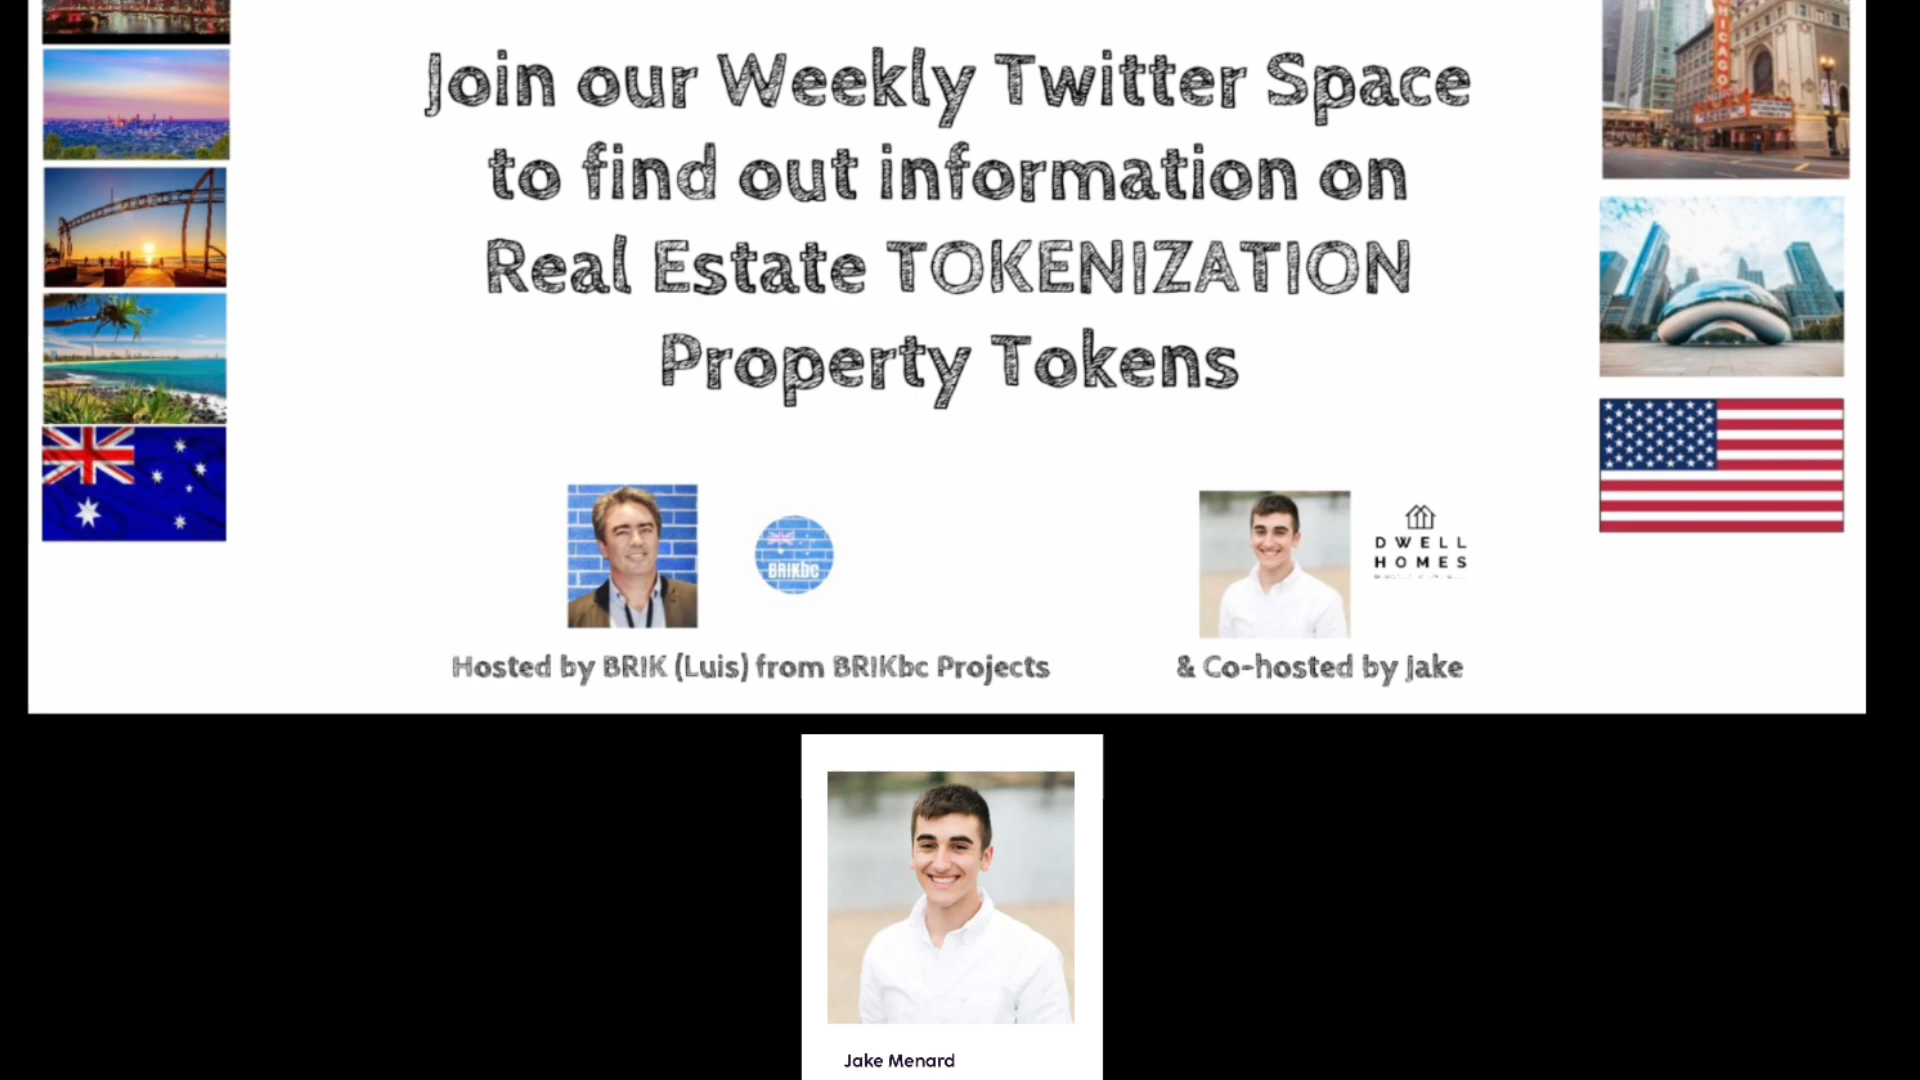 CHICAGO
Join our Weekly Twitter Space
to find out information on
Real Estate TOKENIZATION
Property Tokens
BRIKbc
DWELL
HOMES
Hosted by BRIK (Luis) from BRIKbc Projects
& Co-hosted by Jake
Jake Menard